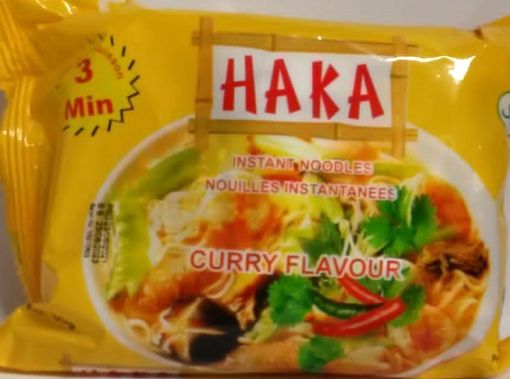 3
Min
HAKA
INSTANT NOODLES
NOUILLES INSTANTANEES
CURRY FLAVOUR